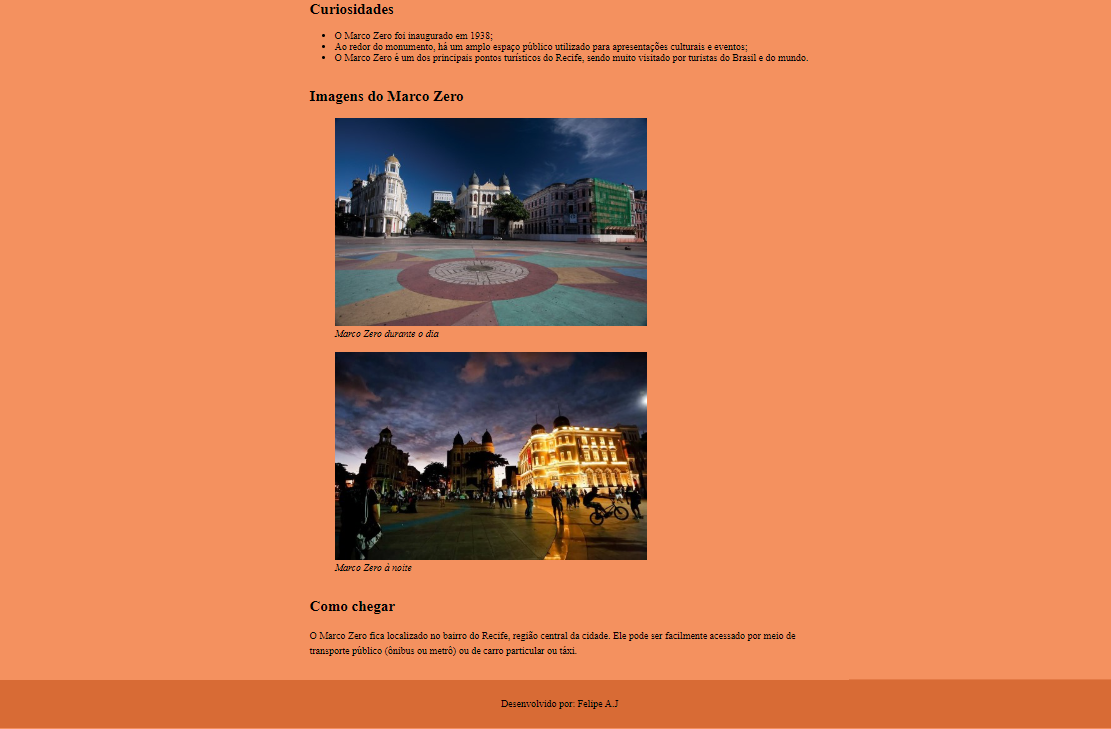 Curiosidades
O Marco Zero foi inaugurado em 1938;
Ao redor do monumento, há um amplo espaço público utilizado para apresentações culturais e eventos;
O Marco Zero é um dos principais pontos turísticos do Recife, sendo muito visitado por turistas do Brasil e do mundo.
Imagens do Marco Zero
Marco Zero durante o dia
Marco Zero à noite
Como chegar
O Marco Zero fica localizado no bairro do Recife, região central da cidade. Ele pode ser facilmente acessado por meio de
transporte público (ônibus ou metrô) ou de carro particular ou táxi.
Desenvolvido por: Felipe A.J